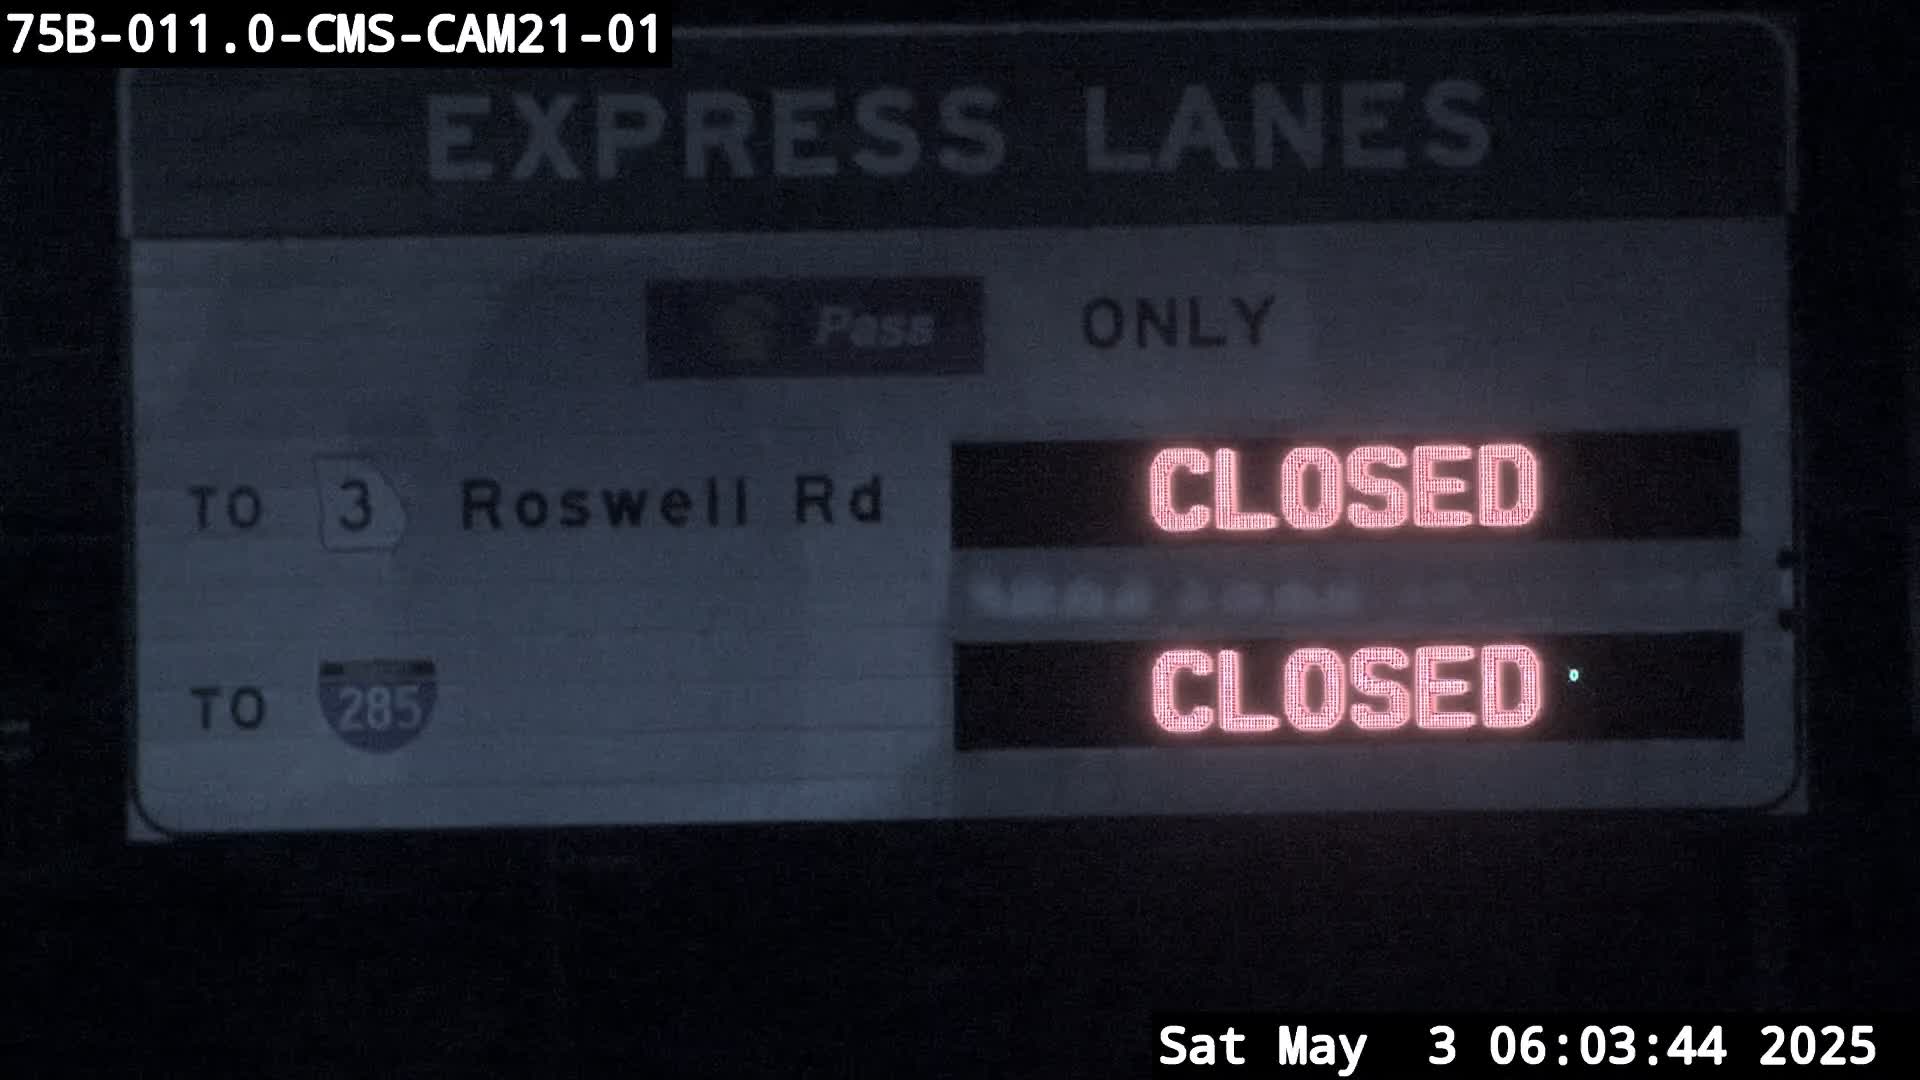 75B-011.0-CMS-CAM21-01
EXPRESS LANES
Pass ONLY
TO 3 Roswell Rd CLOSED
TO 285 CLOSED
Sat May 3 06:03:44 2025